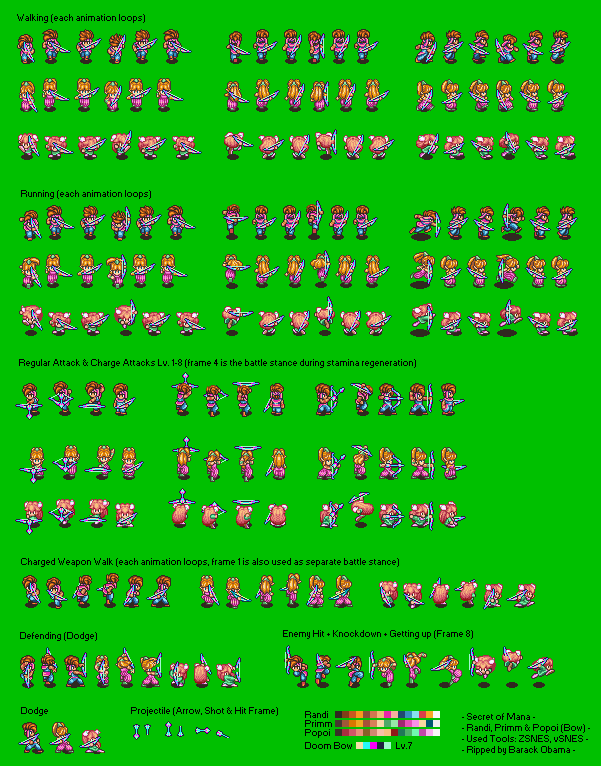 Walking (each animation loops)
Running (each animation loops)
Regular Attack & Charge Attacks Lv. 1-8 (frame 4 is the battle stance during stamina regeneration)
Charged Weapon Walk (each animation loops, frame 1 is also used as separate battle stance)
Defending (Dodge)
Enemy Hit + Knockdown + Getting up (Frame 8)
Dodge
Projectile (Arrow, Shot & Hit Frame)
Randi
Primm
Popoi
Doom Bow
Lv.7
- Secret of Mana -
- Randi, Primm & Popoi (Bow) -
- Used Tools: ZSNES, vSNES -
- Ripped by Barack Obama -